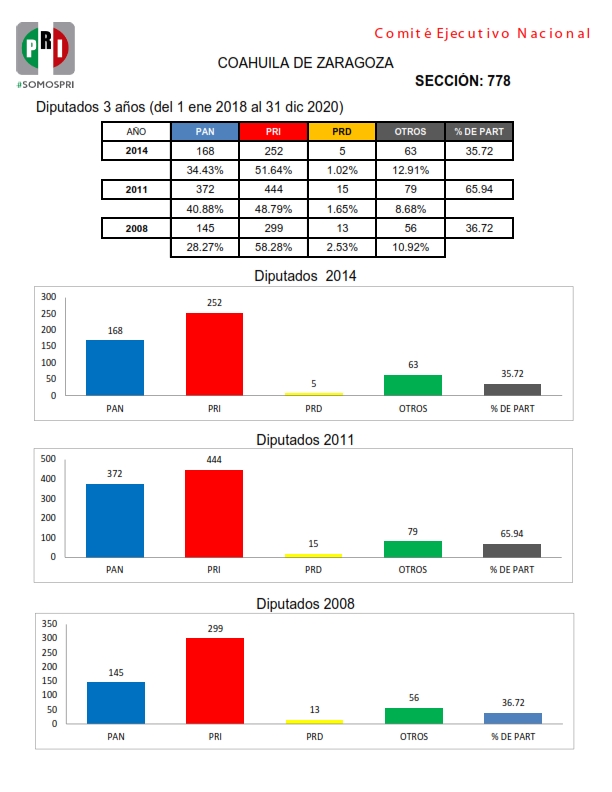 PRI
#SOMOSPRI
Comité Ejecutivo Nacional
COAHUILA DE ZARAGOZA
SECCIÓN: 778
Diputados 3 años (del 1 ene 2018 al 31 dic 2020)
AÑO PAN PRI PRD OTROS % DE PART
2014 168 252 5 63 35.72
34.43% 51.64% 1.02% 12.91%
2011 372 444 15 79 65.94
40.88% 48.79% 1.65% 8.68%
2008 145 299 13 56 36.72
28.27% 58.28% 2.53% 10.92%
Diputados 2014
300
250
200
150
100
50
0
168
252
5
63
35.72
PAN PRI PRD OTROS % DE PART
Diputados 2011
500
400
300
200
100
0
372
444
15
79
65.94
PAN PRI PRD OTROS % DE PART
Diputados 2008
350
300
250
200
150
100
50
0
145
299
13
56
36.72
PAN PRI PRD OTROS % DE PART